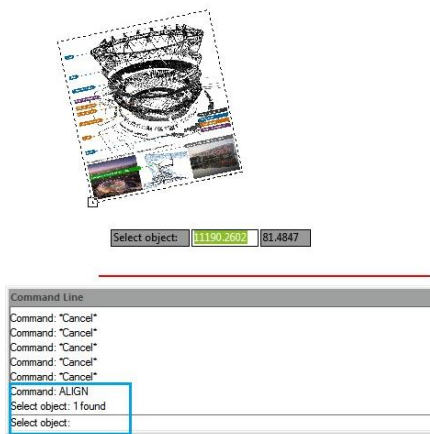 Select object: 11190.2602 81.4847
Command Line
Command: *Cancel*
Command: *Cancel*
Command: *Cancel*
Command: *Cancel*
Command: *Cancel*
Command: ALIGN
Select object: 1 found
Select object: